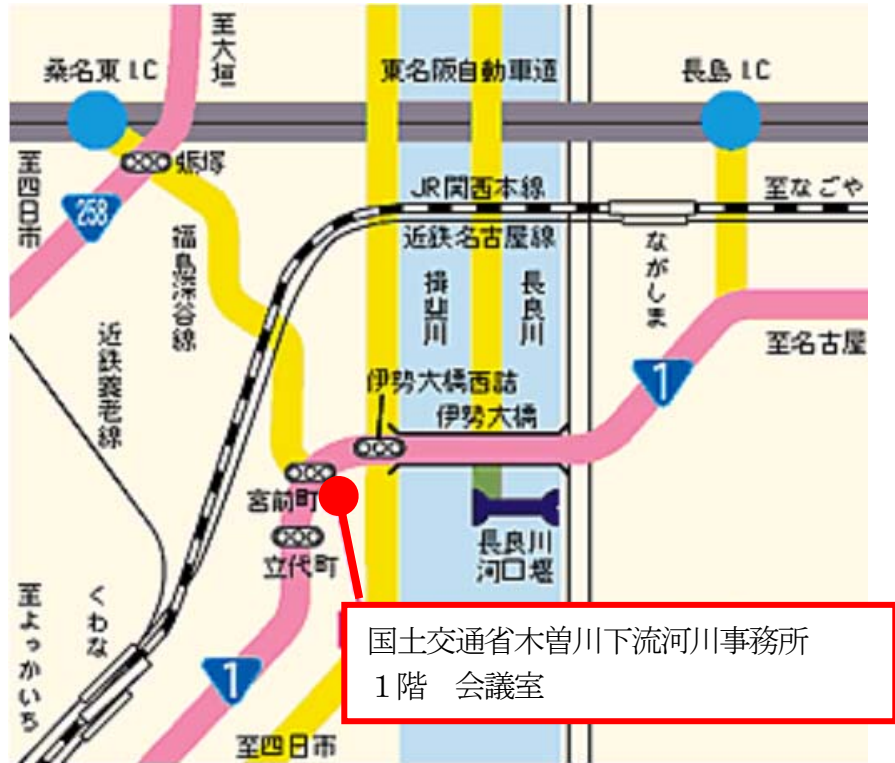 至大垣
桑名東I.C
東名阪自動車道
長島I.C
蛎塚
至四日市
258
JR関西本線
至なごや
近鉄名古屋線
福島深谷線
揖斐川
長良川
ながしま
近鉄養老線
至名古屋
1
伊勢大橋西詰
伊勢大橋
宮前町
立代町
長良川
河口堰
くわな
至よっかいち
1
至四日市
国土交通省木曽川下流河川事務所
1階　会議室